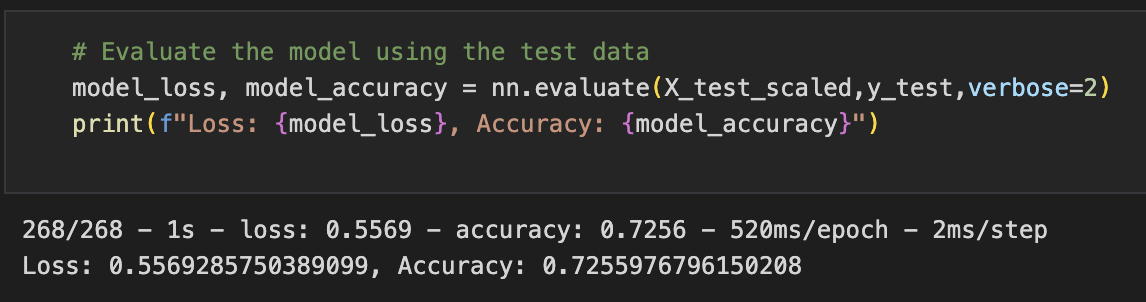 # Evaluate the model using the test data
model_loss, model_accuracy = nn.evaluate(X_test_scaled,y_test,verbose=2)
print(f"Loss: {model_loss}, Accuracy: {model_accuracy}")
268/268 - 1s - loss: 0.5569 - accuracy: 0.7256 - 520ms/epoch - 2ms/step
Loss: 0.5569285750389099, Accuracy: 0.7255976796150208